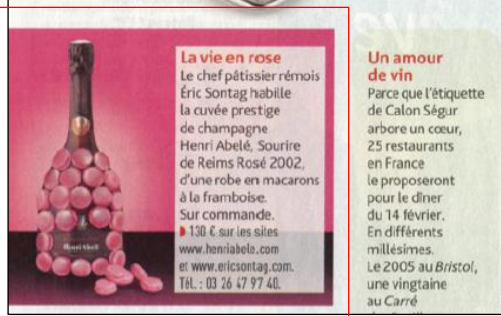 La vie en rose
Le chef pâtissier rémois
Éric Sontag habille
la cuvée prestige
de champagne
Henri Abelé, Sourire
de Reims Rosé 2002,
d'une robe en macarons
à la framboise.
Sur commande.
130 € sur les sites
www.henriabele.com
et www.ericsontag.com.
Tél. : 03 26 47 97 40.
Henri Abelé
Un amour
de vin
Parce que l'étiquette
de Calon Ségur
arbore un cœur,
25 restaurants
en France
le proposeront
pour le dîner
du 14 février.
En différents
millésimes.
Le 2005 au Bristol,
une vingtaine
au Carré